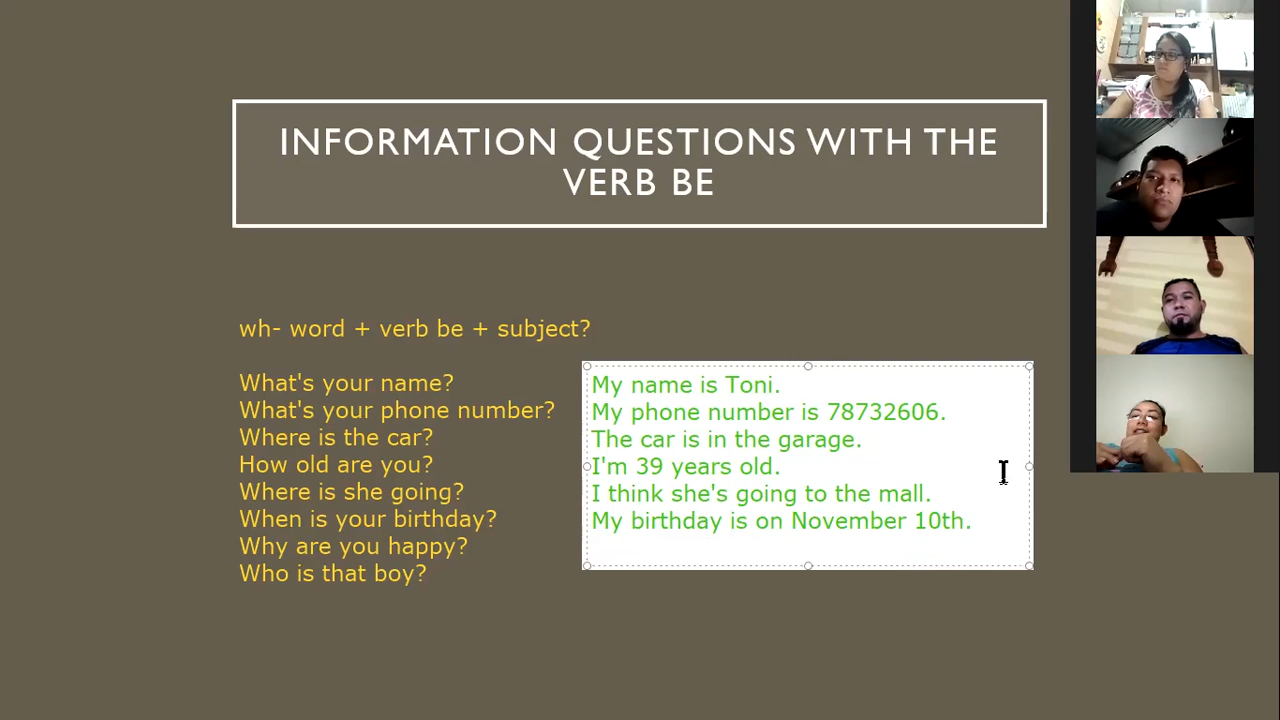 INFORMATION QUESTIONS WITH THE
VERB BE
wh- word + verb be + subject?
What's your name?
What's your phone number?
Where is the car?
How old are you?
Where is she going?
When is your birthday?
Why are you happy?
Who is that boy?
My name is Toni.
My phone number is 78732606.
The car is in the garage.
I'm 39 years old.
I think she's going to the mall.
My birthday is on November 10th.